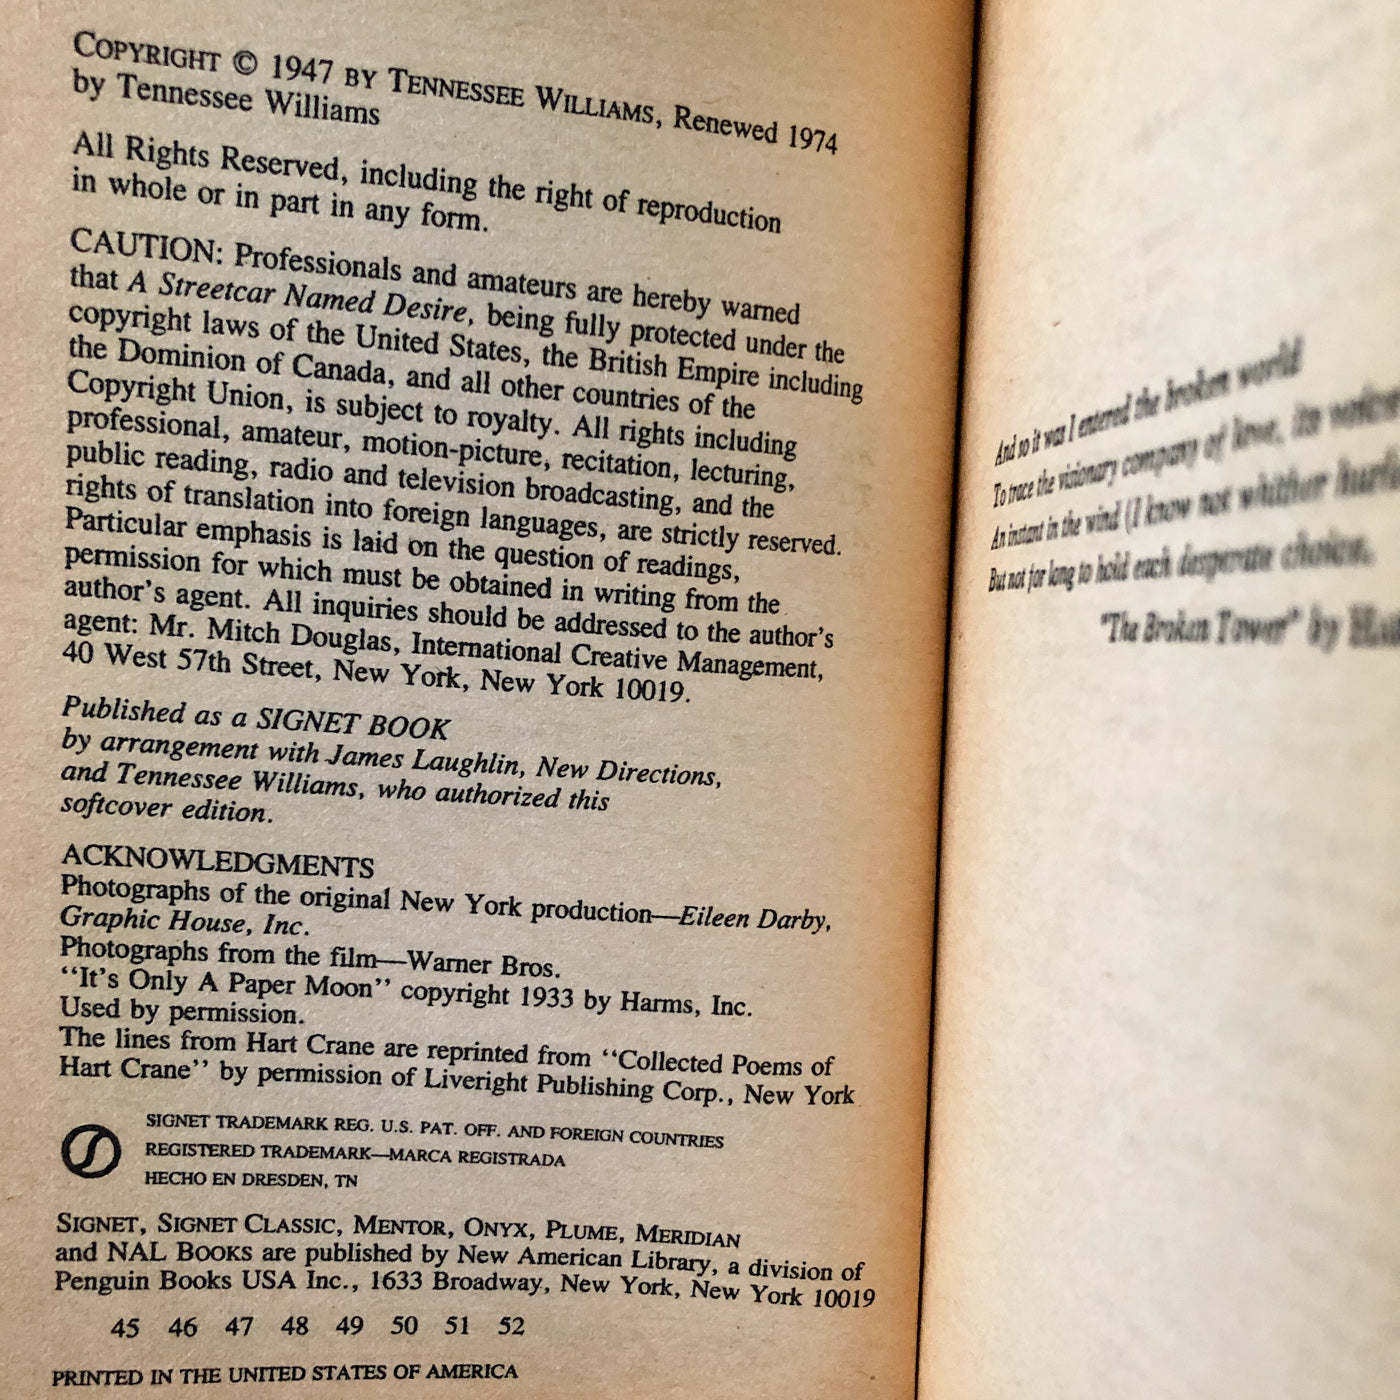 COPYRIGHT © 1947 BY TENNESSEE WILLIAMS, Renewed 1974
by Tennessee Williams
All Rights Reserved, including the right of reproduction
in whole or in part in any form.
CAUTION: Professionals and amateurs are hereby warned
that A Streetcar Named Desire, being fully protected under the
copyright laws of the United States, the British Empire including
the Dominion of Canada, and all other countries of the
Copyright Union, is subject to royalty. All rights including
professional, amateur, motion-picture, recitation, lecturing,
public reading, radio and television broadcasting, and the
rights of translation into foreign languages, are strictly reserved.
Particular emphasis is laid on the question of readings,
permission for which must be obtained in writing from the
author's agent. All inquiries should be addressed to the author's
agent: Mr. Mitch Douglas, International Creative Management,
40 West 57th Street, New York, New York 10019.
Published as a SIGNET BOOK
by arrangement with James Laughlin, New Directions,
and Tennessee Williams, who authorized this
softcover edition.
ACKNOWLEDGMENTS
Photographs of the original New York production—Eileen Darby,
Graphic House, Inc.
Photographs from the film—Warner Bros.
"It's Only A Paper Moon" copyright 1933 by Harms, Inc.
Used by permission.
The lines from Hart Crane are reprinted from "Collected Poems of
Hart Crane" by permission of Liveright Publishing Corp., New York
SIGNET TRADEMARK REG. U.S. PAT. OFF. AND FOREIGN COUNTRIES
REGISTERED TRADEMARK—MARCA REGISTRADA
HECHO EN DRESDEN, TN
SIGNET, SIGNET CLASSIC, MENTOR, ONYX, PLUME, MERIDIAN
and NAL BOOKS are published by New American Library, a division of
Penguin Books USA Inc., 1633 Broadway, New York, New York 10019
45 46 47 48 49 50 51 52
PRINTED IN THE UNITED STATES OF AMERICA
And so it was I entered the broken world
To trace the visionary company of love, its
An instant in the wind (I know not whither
But not for long to hold each desperate choice.
"The Broken Tower" by